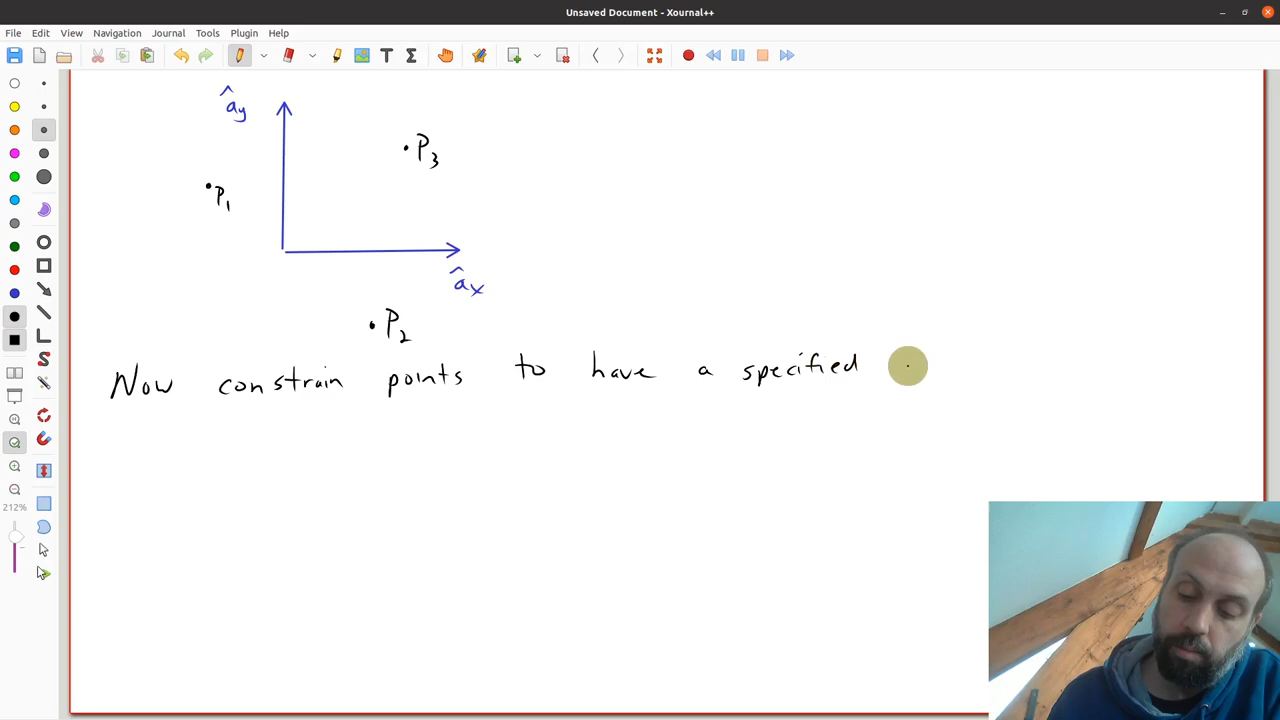 Unsaved Document - Xournal++
File Edit View Navigation Journal Tools Plugin Help
â_y
P_3
P_1
â_x
P_2
Now constrain points to have a specified
212%